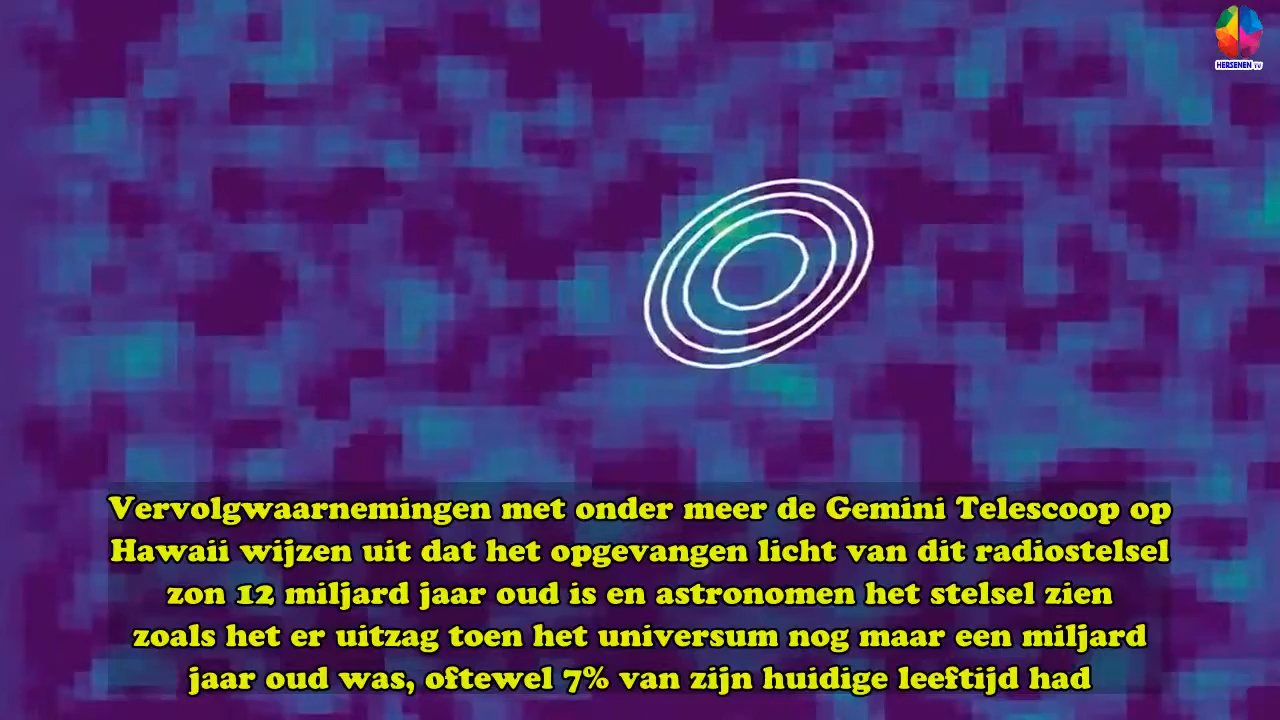 HERSENEN TV
Vervolgwaarnemingen met onder meer de Gemini Telescoop op
Hawaii wijzen uit dat het opgevangen licht van dit radiostelsel
zon 12 miljard jaar oud is en astronomen het stelsel zien
zoals het er uitzag toen het universum nog maar een miljard
jaar oud was, oftewel 7% van zijn huidige leeftijd had